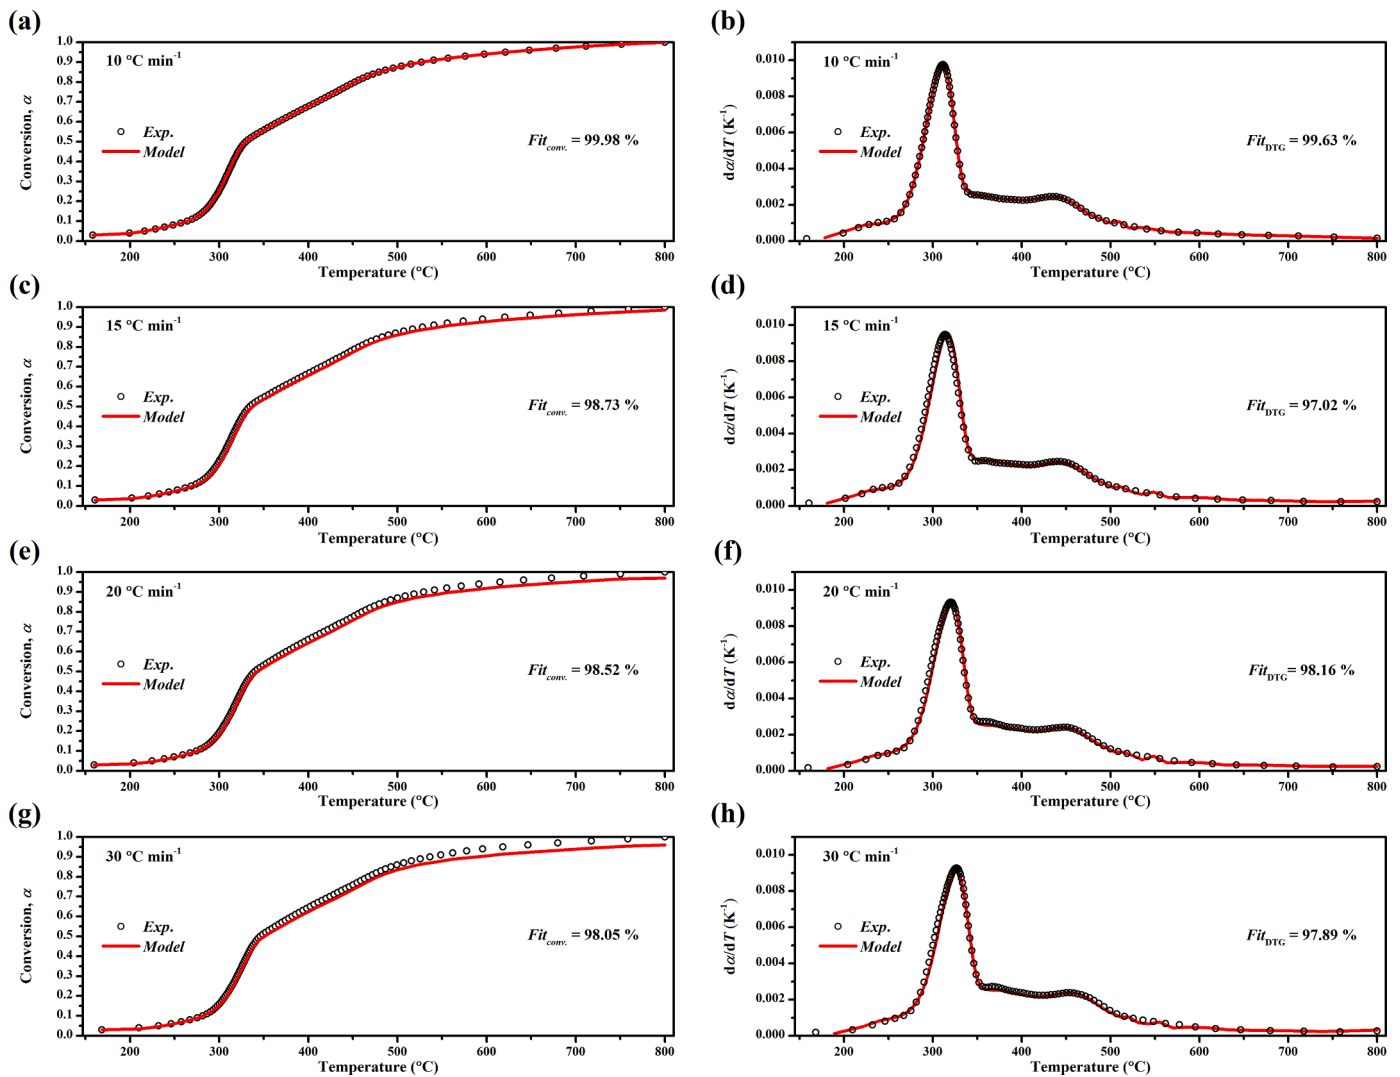 (a)
1.0
0.9
0.8
0.7
0.6
0.5
0.4
0.3
0.2
0.1
0.0
Conversion, α
10 °C min⁻¹
Exp.
Model
Fitconv. = 99.98 %
200 300 400 500 600 700 800
Temperature (°C)
(b)
0.010
0.008
0.006
0.004
0.002
0.000
dα/dT (K⁻¹)
10 °C min⁻¹
Exp.
Model
FitDTG = 99.63 %
200 300 400 500 600 700 800
Temperature (°C)
(c)
1.0
0.9
0.8
0.7
0.6
0.5
0.4
0.3
0.2
0.1
0.0
Conversion, α
15 °C min⁻¹
Exp.
Model
Fitconv. = 98.73 %
200 300 400 500 600 700 800
Temperature (°C)
(d)
0.010
0.008
0.006
0.004
0.002
0.000
dα/dT (K⁻¹)
15 °C min⁻¹
Exp.
Model
FitDTG = 97.02 %
200 300 400 500 600 700 800
Temperature (°C)
(e)
1.0
0.9
0.8
0.7
0.6
0.5
0.4
0.3
0.2
0.1
0.0
Conversion, α
20 °C min⁻¹
Exp.
Model
Fitconv. = 98.52 %
200 300 400 500 600 700 800
Temperature (°C)
(f)
0.010
0.008
0.006
0.004
0.002
0.000
dα/dT (K⁻¹)
20 °C min⁻¹
Exp.
Model
FitDTG = 98.16 %
200 300 400 500 600 700 800
Temperature (°C)
(g)
1.0
0.9
0.8
0.7
0.6
0.5
0.4
0.3
0.2
0.1
0.0
Conversion, α
30 °C min⁻¹
Exp.
Model
Fitconv. = 98.05 %
200 300 400 500 600 700 800
Temperature (°C)
(h)
0.010
0.008
0.006
0.004
0.002
0.000
dα/dT (K⁻¹)
30 °C min⁻¹
Exp.
Model
FitDTG = 97.89 %
200 300 400 500 600 700 800
Temperature (°C)